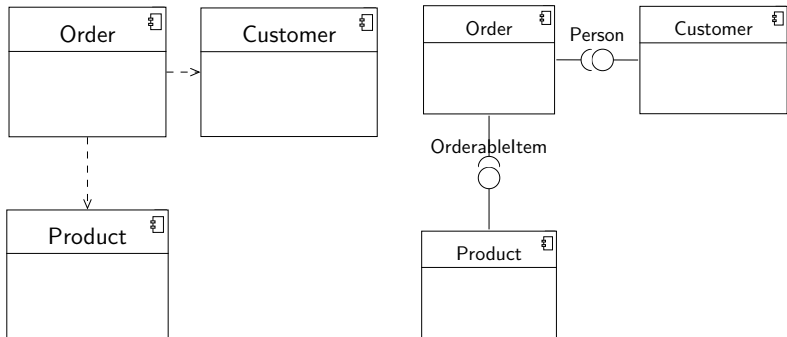 Order
Customer
Product
Order
Person
Customer
OrderableItem
Product